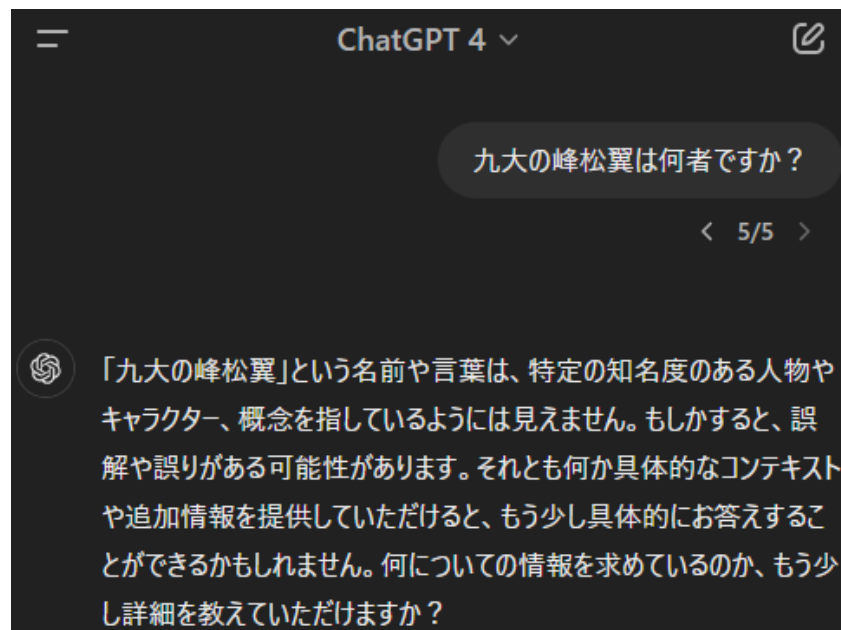 ChatGPT 4
九大の峰松翼は何者ですか？
5/5
「九大の峰松翼」という名前や言葉は、特定の知名度のある人物や
キャラクター、概念を指しているようには見えません。もしかすると、誤
解や誤りがある可能性があります。それとも何か具体的なコンテキスト
や追加情報を提供していただけると、もう少し具体的にお答えするこ
とができるかもしれません。何についての情報を求めているのか、もう少
し詳細を教えていただけますか？